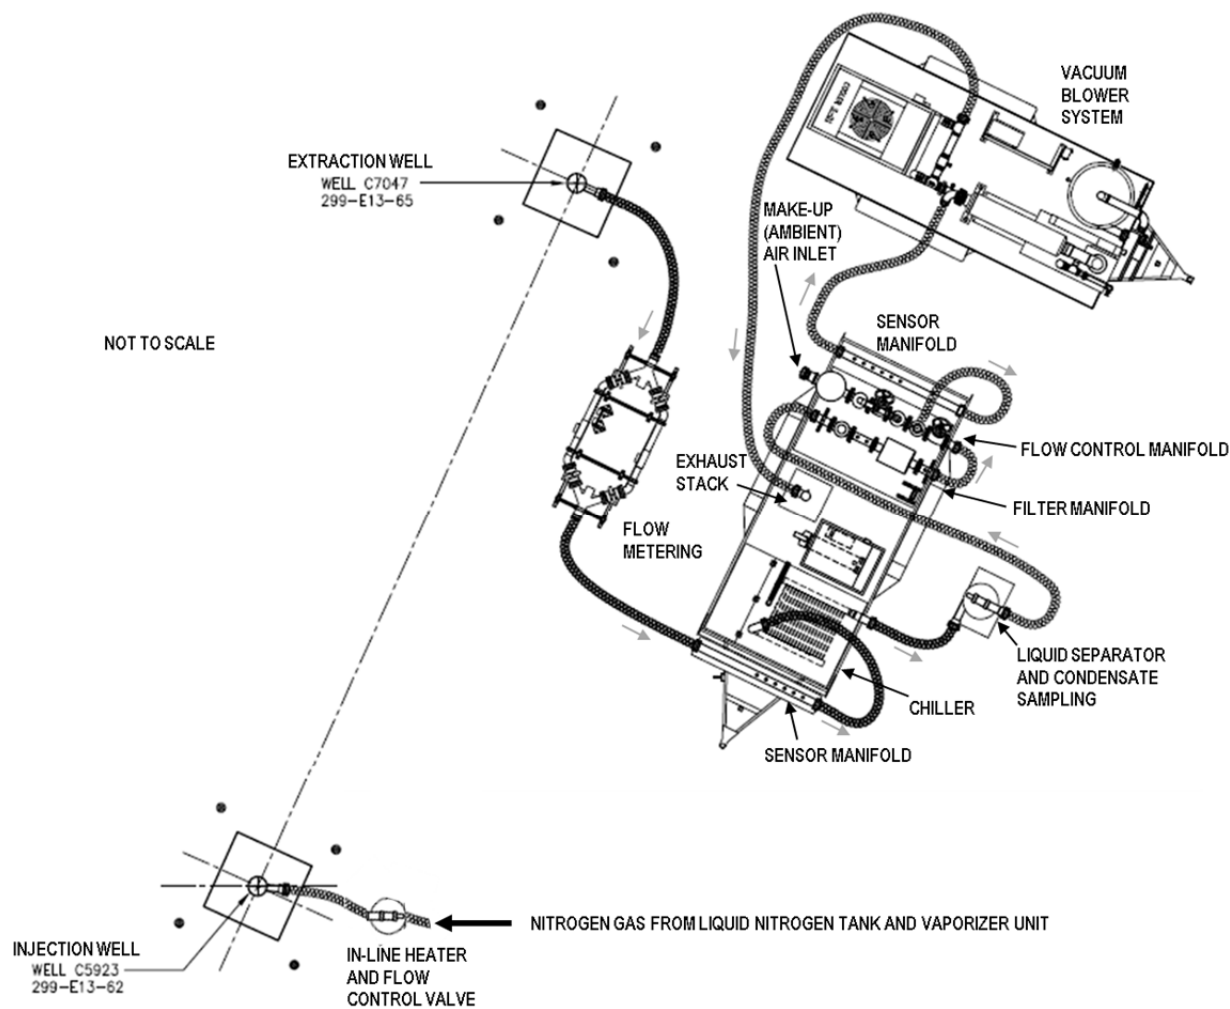 VACUUM
BLOWER
SYSTEM
EXTRACTION WELL
WELL C7047
299-E13-65
MAKE-UP
(AMBIENT)
AIR INLET
NOT TO SCALE
SENSOR
MANIFOLD
FLOW CONTROL MANIFOLD
EXHAUST
STACK
FILTER MANIFOLD
FLOW
METERING
LIQUID SEPARATOR
AND CONDENSATE
SAMPLING
CHILLER
SENSOR MANIFOLD
NITROGEN GAS FROM LIQUID NITROGEN TANK AND VAPORIZER UNIT
INJECTION WELL
WELL C5923
299-E13-62
IN-LINE HEATER
AND FLOW
CONTROL VALVE